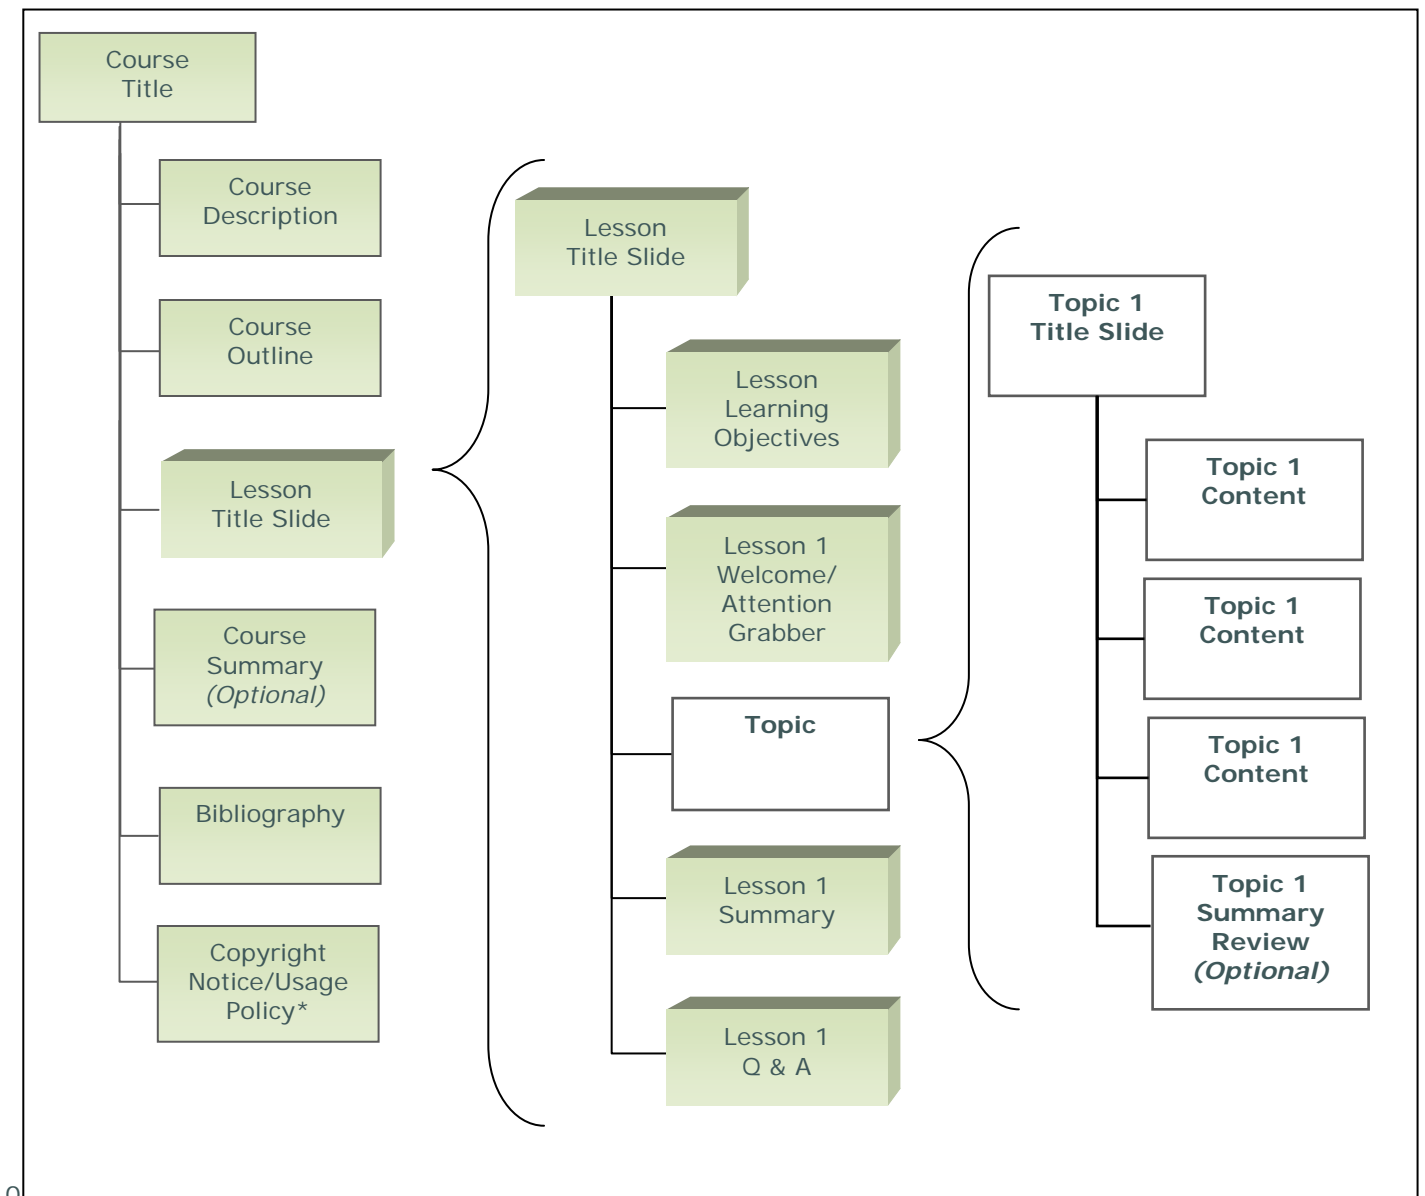 Course
Title
Course
Description
Course
Outline
Lesson
Title Slide
Course
Summary
(Optional)
Bibliography
Copyright
Notice/Usage
Policy*
Lesson
Title Slide
Lesson
Learning
Objectives
Lesson 1
Welcome/
Attention
Grabber
Topic
Lesson 1
Summary
Lesson 1
Q & A
Topic 1
Title Slide
Topic 1
Content
Topic 1
Content
Topic 1
Content
Topic 1
Summary
Review
(Optional)